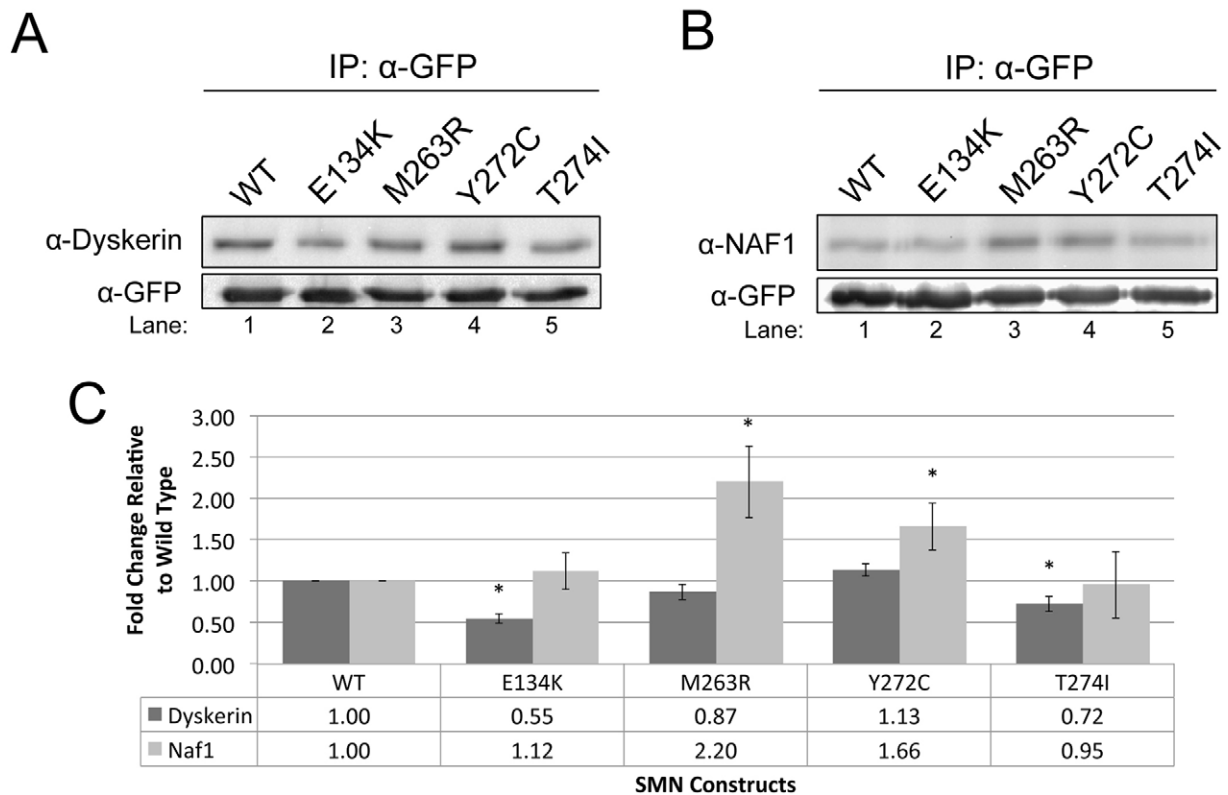 A
IP: α-GFP
WT E134K M263R Y272C T274I
α-Dyskerin
α-GFP
Lane: 1 2 3 4 5
B
IP: α-GFP
WT E134K M263R Y272C T274I
α-NAF1
α-GFP
Lane: 1 2 3 4 5
C
Fold Change Relative
to Wild Type
3.00
2.50
2.00
1.50
1.00
0.50
0.00
* * * *
WT E134K M263R Y272C T274I
Dyskerin 1.00 0.55 0.87 1.13 0.72
Naf1 1.00 1.12 2.20 1.66 0.95
SMN Constructs